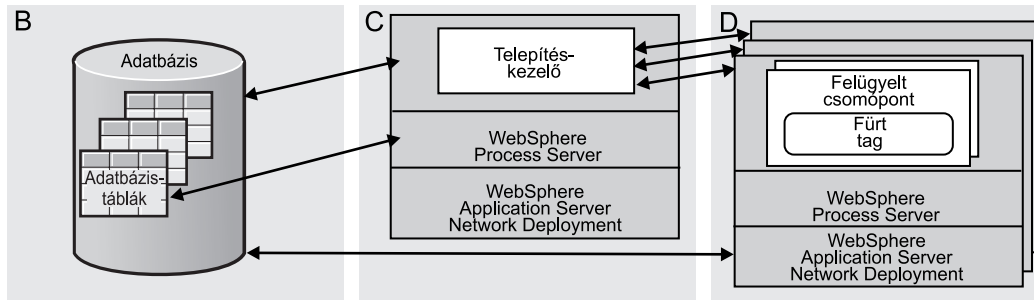 B
Adatbázis
Adatbázis-
táblák
C
Telepítés-
kezelő
WebSphere
Process Server
WebSphere
Application Server
Network Deployment
D
Felügyelt
csomópont
Fürt
tag
WebSphere
Process Server
WebSphere
Application Server
Network Deployment